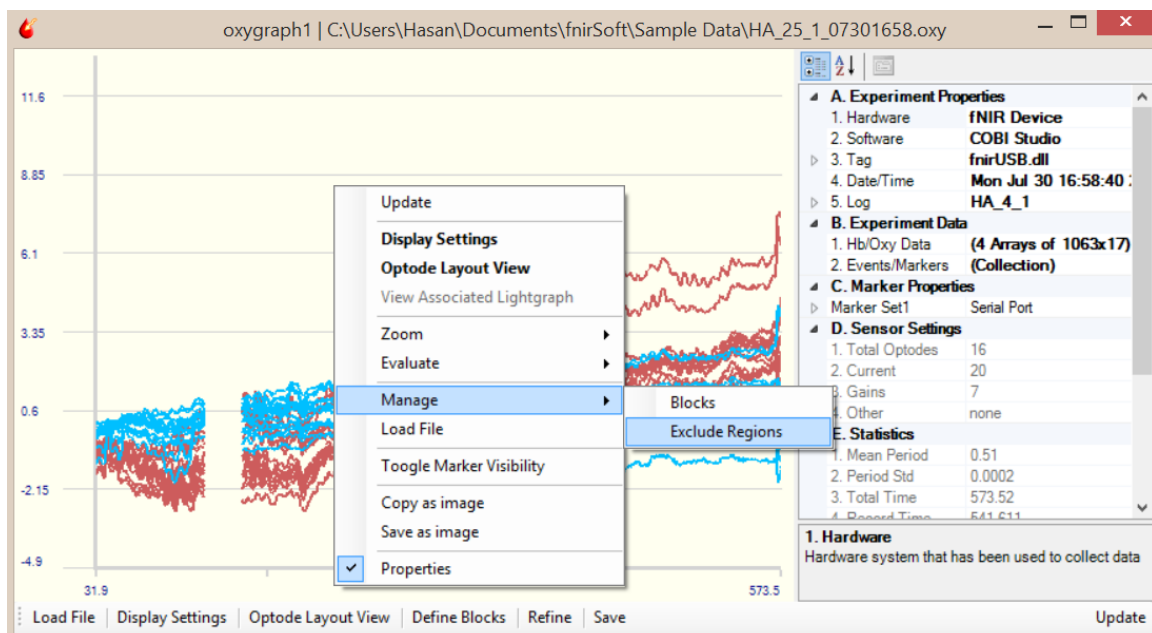 oxygraph1 | C:\Users\Hasan\Documents\fnirSoft\Sample Data\HA_25_1_07301658.oxy
11.6
8.85
6.1
3.35
0.6
-2.15
-4.9
31.9
573.5
Update
Display Settings
Optode Layout View
View Associated Lightgraph
Zoom
Evaluate
Manage
Load File
Toogle Marker Visibility
Copy as image
Save as image
Properties
Blocks
Exclude Regions
A. Experiment Properties
1. Hardware fNIR Device
2. Software COBI Studio
3. Tag fnirUSB.dll
4. Date/Time Mon Jul 30 16:58:40
5. Log HA_4_1
B. Experiment Data
1. Hb/Oxy Data (4 Arrays of 1063x17)
2. Events/Markers (Collection)
C. Marker Properties
Marker Set1 Serial Port
D. Sensor Settings
1. Total Optodes 16
2. Current 20
3. Gains 7
4. Other none
E. Statistics
1. Mean Period 0.51
2. Period Std 0.0002
3. Total Time 573.52
4. Record Time 541.611
1. Hardware
Hardware system that has been used to collect data
Load File Display Settings Optode Layout View Define Blocks Refine Save Update